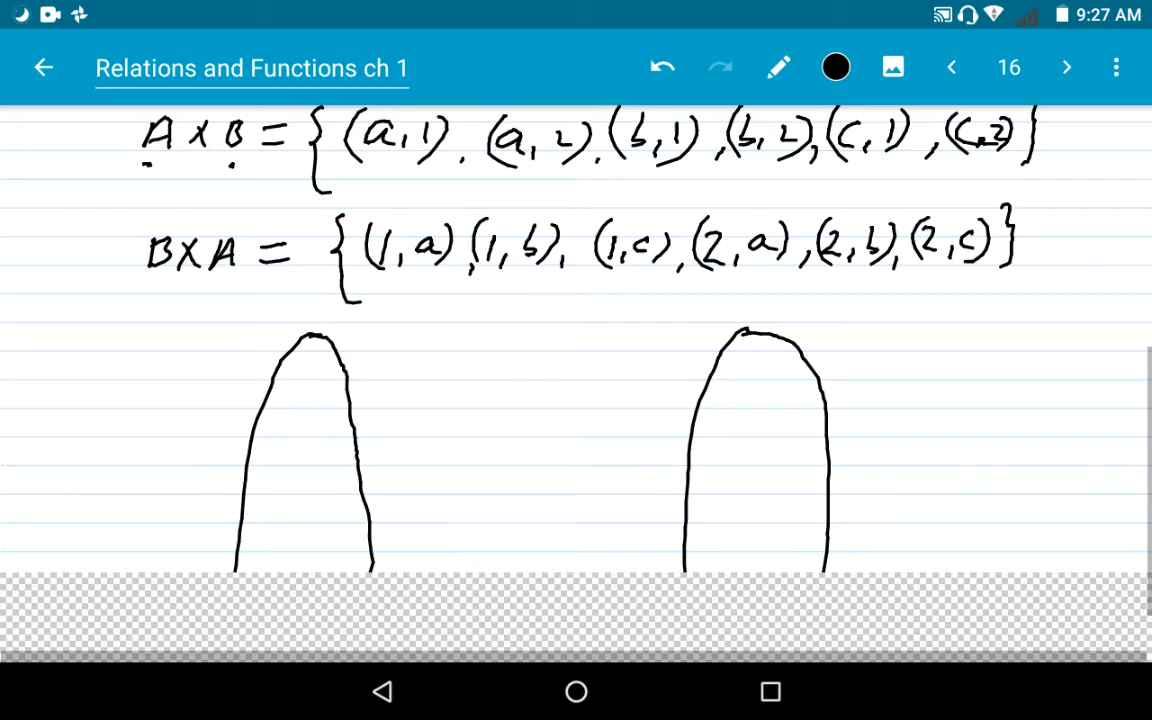 9:27 AM
Relations and Functions ch 1
16
A × B = {(a, 1), (a, 2), (b, 1), (b, 2), (c, 1), (c, 2)}
B × A = {(1, a), (1, b), (1, c), (2, a), (2, b), (2, c)}